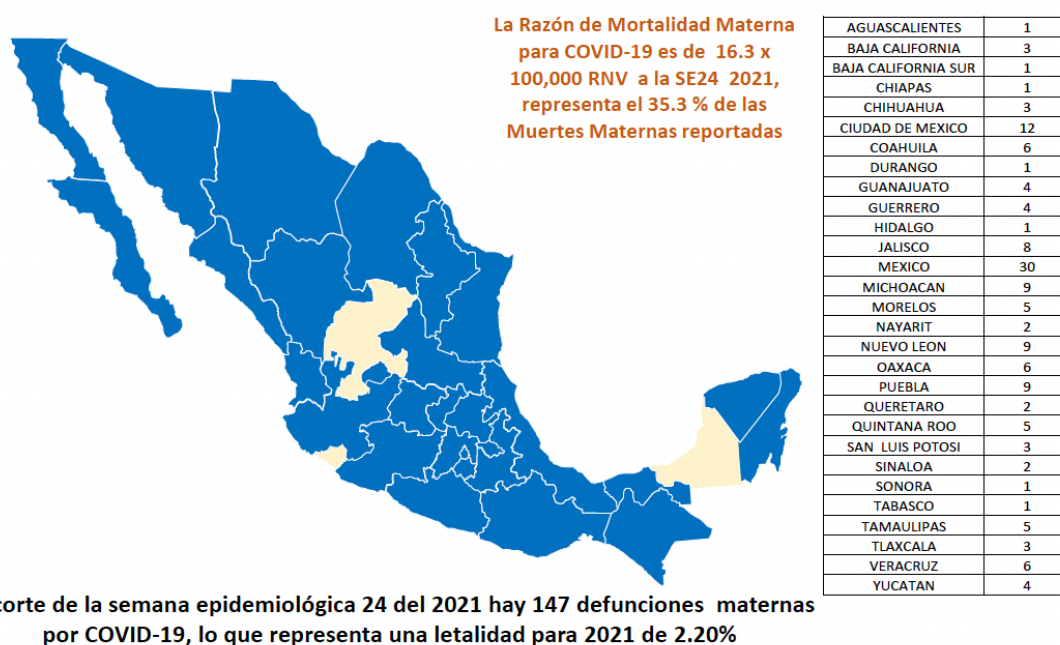 La Razón de Mortalidad Materna
para COVID-19 es de 16.3 x
100,000 RNV a la SE24 2021,
representa el 35.3 % de las
Muertes Maternas reportadas
AGUASCALIENTES 1
BAJA CALIFORNIA 3
BAJA CALIFORNIA SUR 1
CHIAPAS 1
CHIHUAHUA 3
CIUDAD DE MEXICO 12
COAHUILA 6
DURANGO 1
GUANAJUATO 4
GUERRERO 4
HIDALGO 1
JALISCO 8
MEXICO 30
MICHOACAN 9
MORELOS 5
NAYARIT 2
NUEVO LEON 9
OAXACA 6
PUEBLA 9
QUERETARO 2
QUINTANA ROO 5
SAN LUIS POTOSI 3
SINALOA 2
SONORA 1
TABASCO 1
TAMAULIPAS 5
TLAXCALA 3
VERACRUZ 6
YUCATAN 4
corte de la semana epidemiológica 24 del 2021 hay 147 defunciones maternas
por COVID-19, lo que representa una letalidad para 2021 de 2.20%